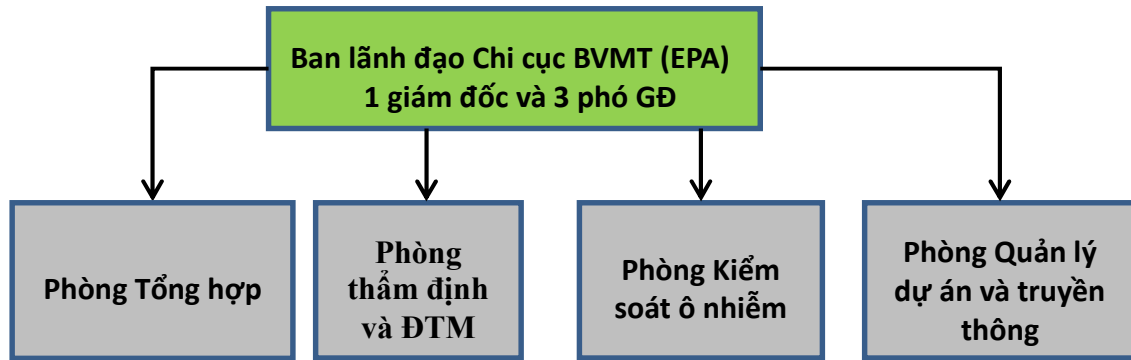 Ban lãnh đạo Chi cục BVMT (EPA)
1 giám đốc và 3 phó GĐ
Phòng Tổng hợp
Phòng
thẩm định
và ĐTM
Phòng Kiểm
soát ô nhiễm
Phòng Quản lý
dự án và truyền
thông